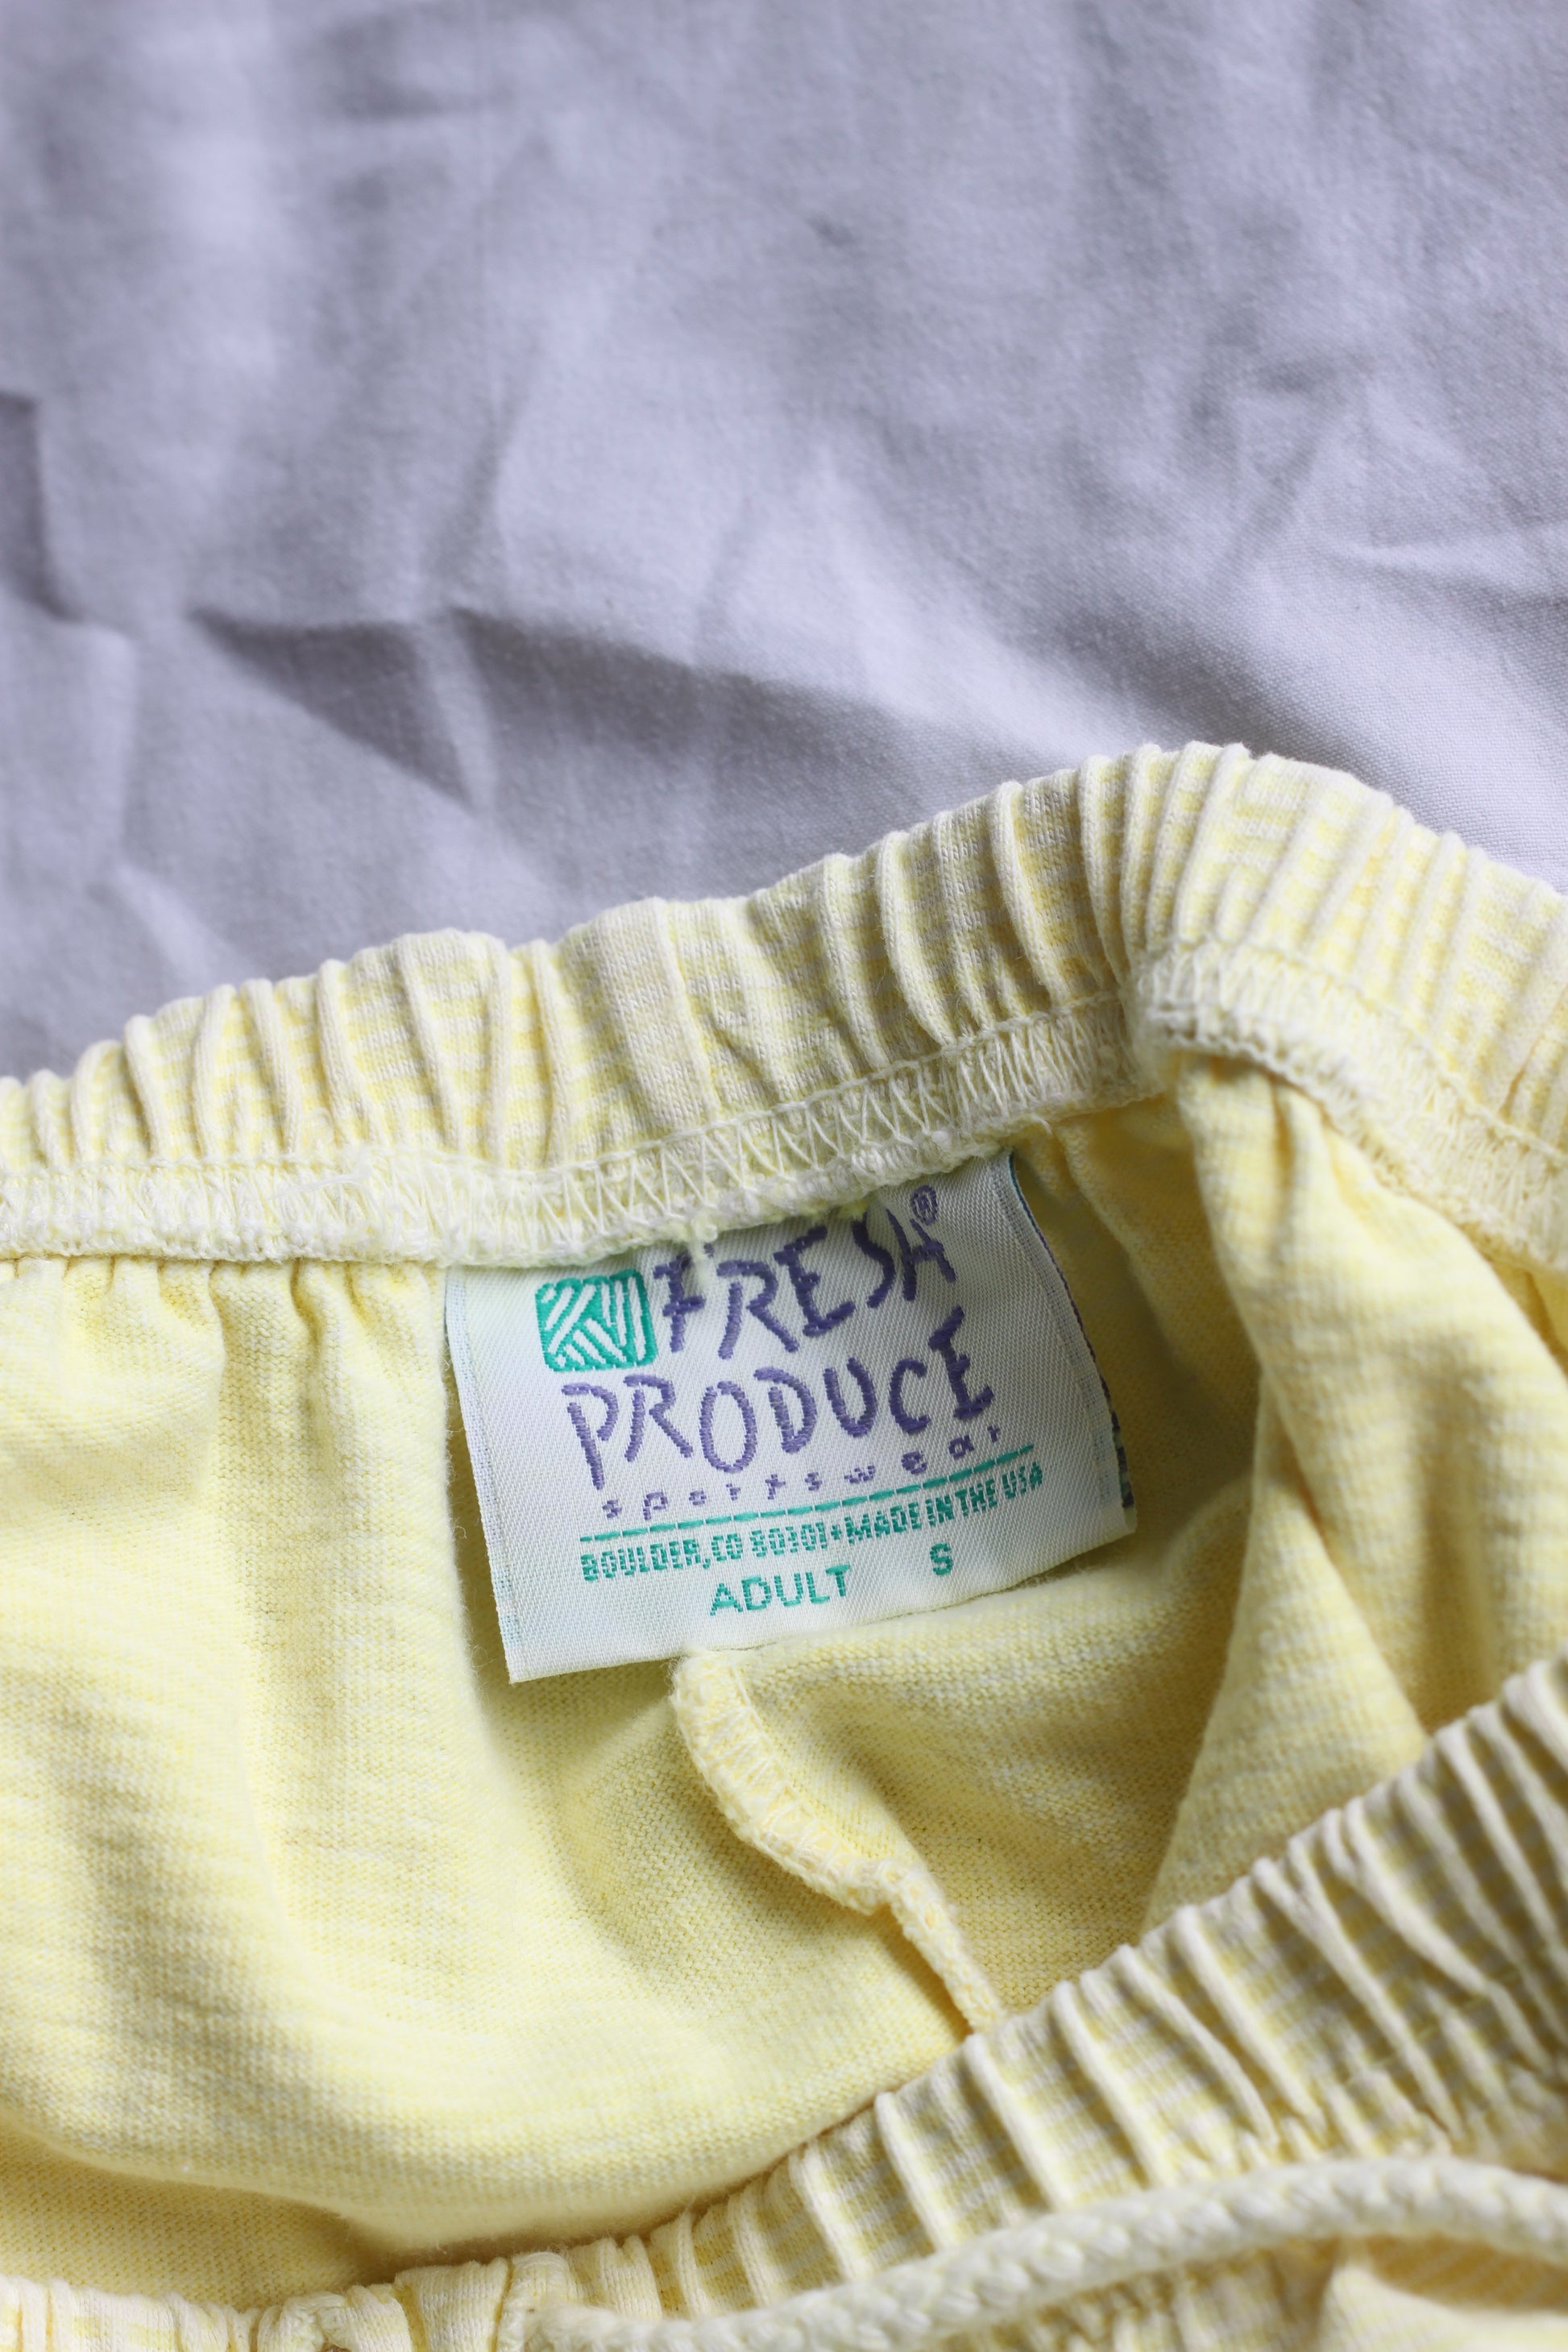 FRESH®
PRODUCE
sportswear
BOULDER, CO 80301•MADE IN THE USA
ADULT S